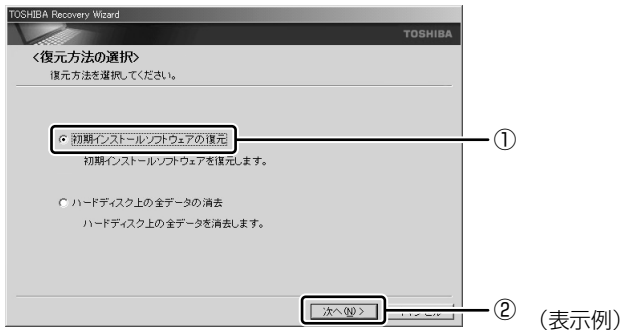 TOSHIBA Recovery Wizard
TOSHIBA
<復元方法の選択>
復元方法を選択してください。
初期インストールソフトウェアの復元
①
初期インストールソフトウェアを復元します。
ハードディスク上の全データの消去
ハードディスク上の全データを消去します。
次へ(N) >
②
(表示例)